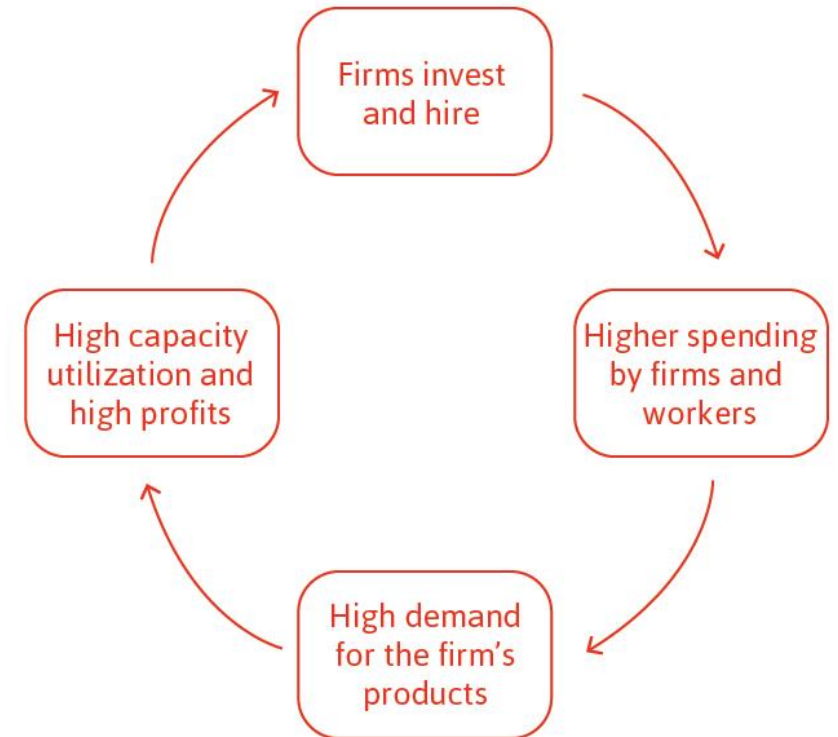 Firms invest
and hire
Higher spending
by firms and
workers
High demand
for the firm’s
products
High capacity
utilization and
high profits